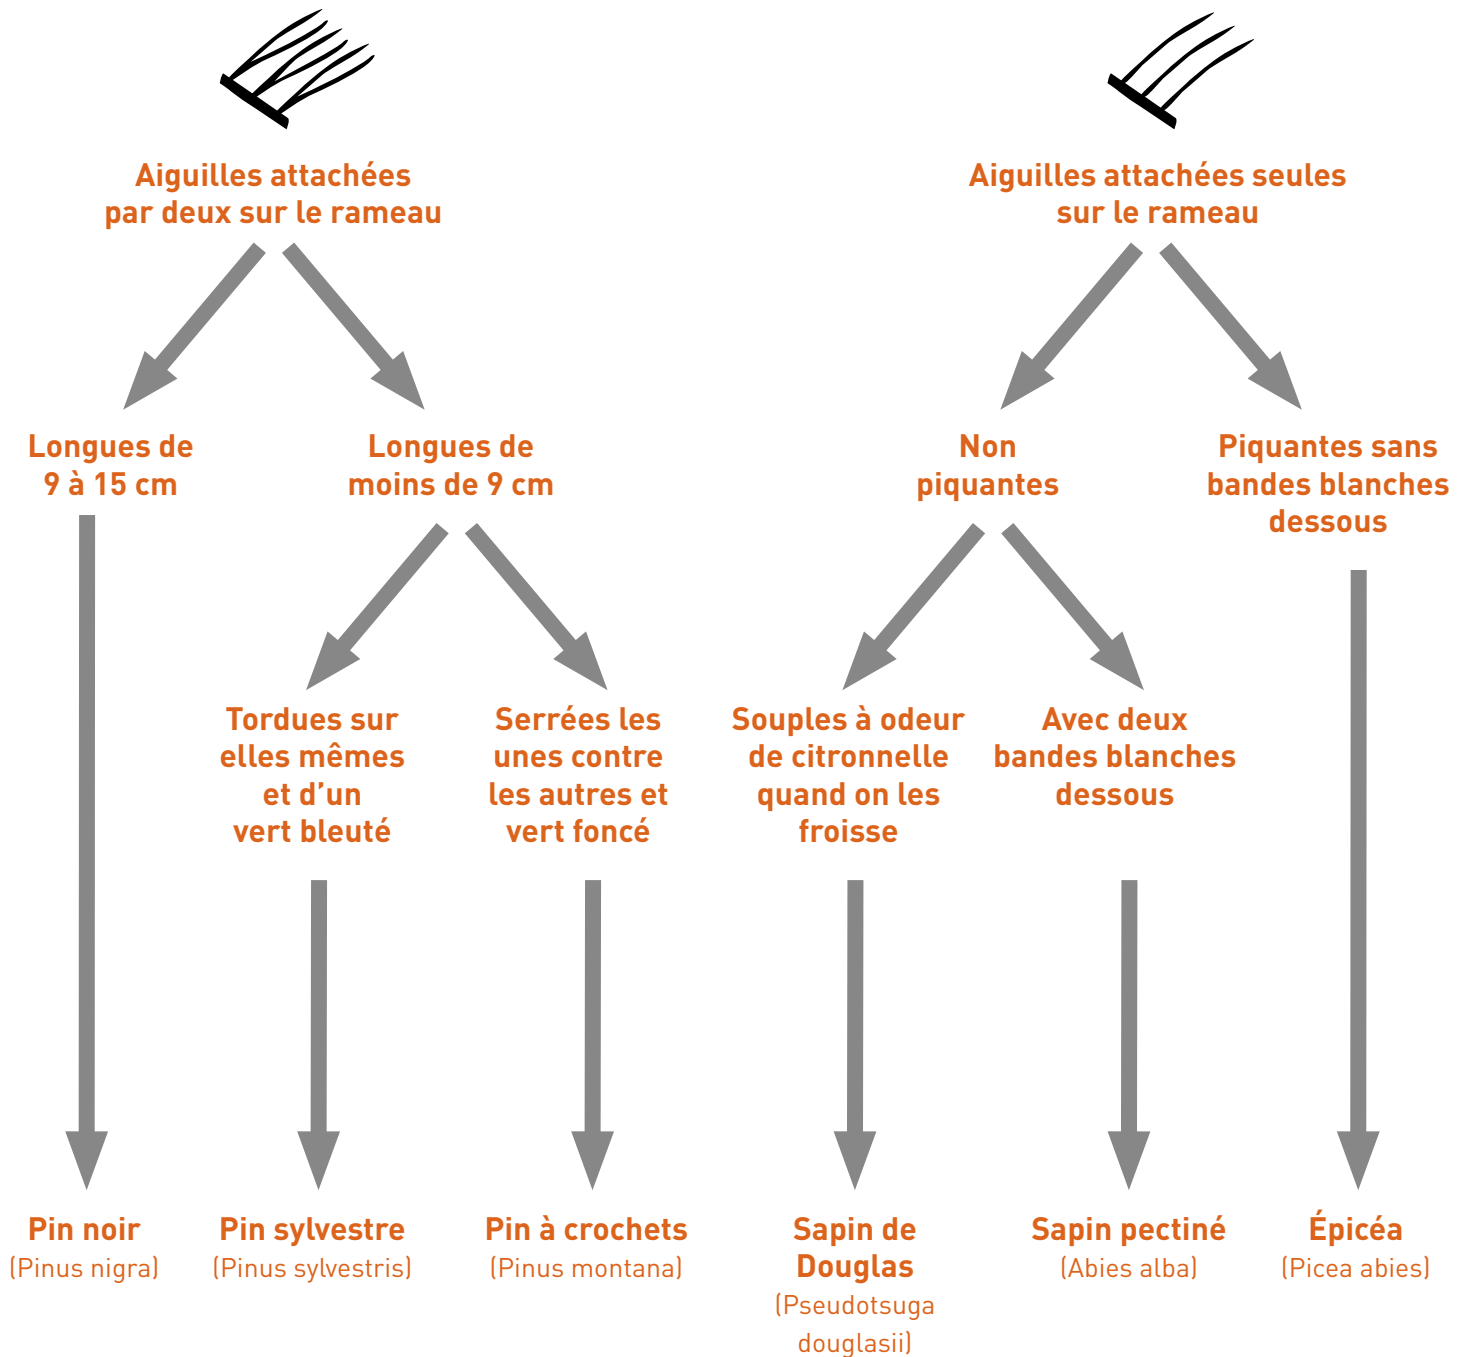 Aiguilles attachées
par deux sur le rameau
Aiguilles attachées seules
sur le rameau
Longues de
9 à 15 cm
Longues de
moins de 9 cm
Non
piquantes
Piquantes sans
bandes blanches
dessous
Tordues sur
elles mêmes
et d’un
vert bleuté
Serrées les
unes contre
les autres et
vert foncé
Souples à odeur
de citronnelle
quand on les
froisse
Avec deux
bandes blanches
dessous
Pin noir
(Pinus nigra)
Pin sylvestre
(Pinus sylvestris)
Pin à crochets
(Pinus montana)
Sapin de
Douglas
(Pseudotsuga
douglasii)
Sapin pectiné
(Abies alba)
Épicéa
(Picea abies)